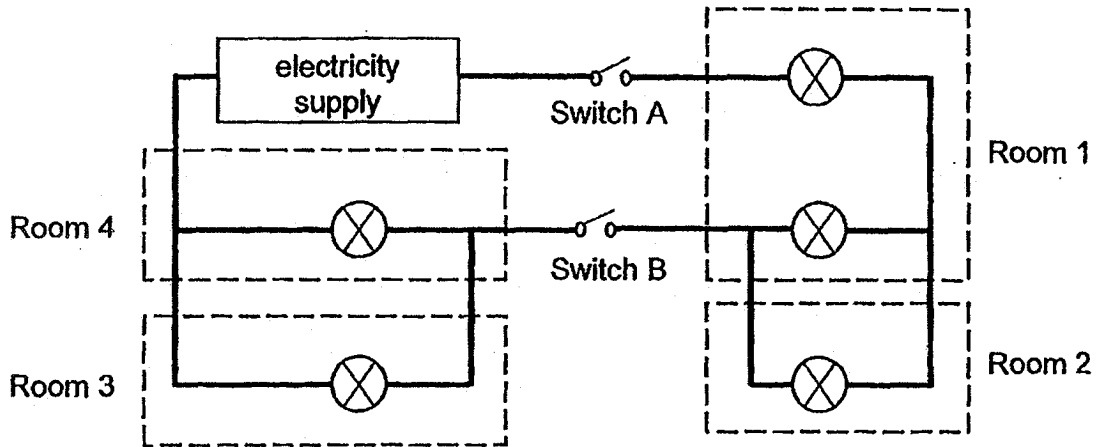 electricity
supply
Switch A
Room 1
Room 4
Switch B
Room 3
Room 2